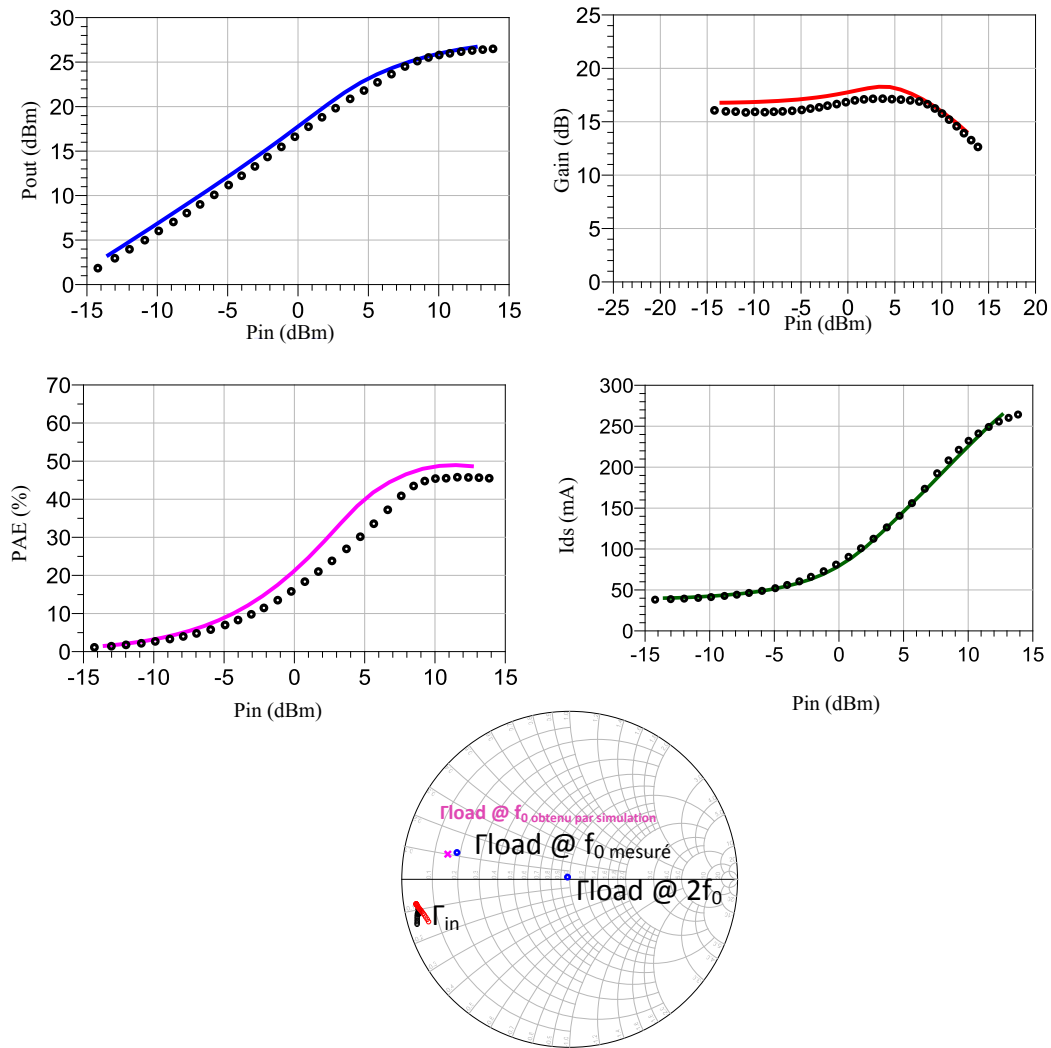 30
25
20
15
10
5
0
Pout (dBm)
-15 -10 -5 0 5 10 15
Pin (dBm)
25
20
15
10
5
0
Gain (dB)
-25 -20 -15 -10 -5 0 5 10 15 20
Pin (dBm)
70
60
50
40
30
20
10
0
PAE (%)
-15 -10 -5 0 5 10 15
Pin (dBm)
300
250
200
150
100
50
0
Ids (mA)
-15 -10 -5 0 5 10 15
Pin (dBm)
Γload @ f0 obtenu par simulation
Γload @ f0 mesuré
Γload @ 2f0
Γin